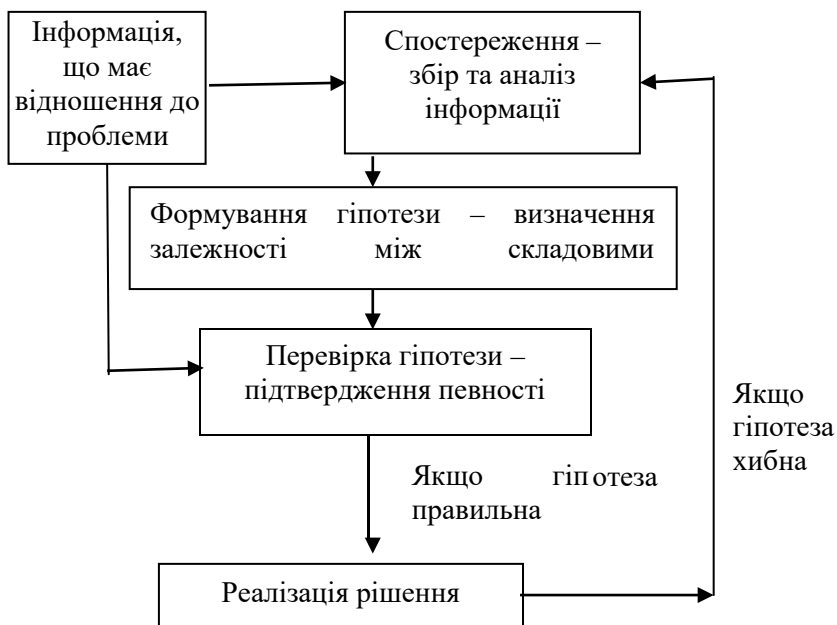 Інформація,
що має
відношення до
проблеми
Спостереження –
збір та аналіз
інформації
Формування гіпотези – визначення
залежності між складовими
Перевірка гіпотези –
підтвердження певності
Якщо
гіпотеза
хибна
Якщо гіпотеза
правильна
Реалізація рішення